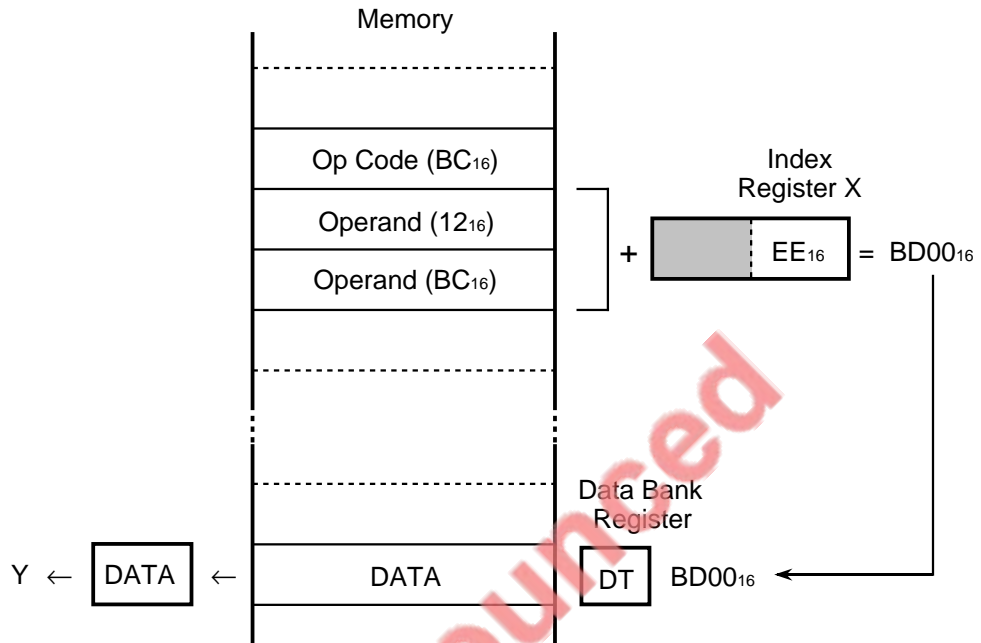 Memory
Op Code (BC₁₆)
Index
Register X
Operand (12₁₆)
+ EE₁₆ = BD00₁₆
Operand (BC₁₆)
Data Bank
Register
Y ← DATA ← DATA DT BD00₁₆
ounced